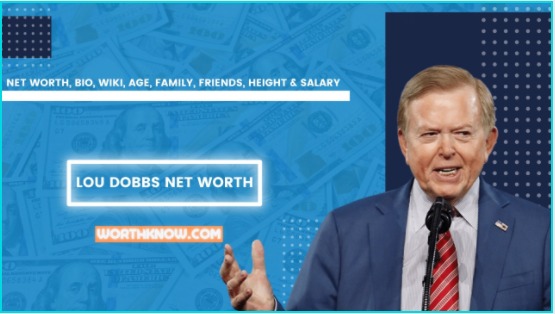 NET WORTH, BIO, WIKI, AGE, FAMILY, FRIENDS, HEIGHT & SALARY
LOU DOBBS NET WORTH
WORTHKNOW.COM